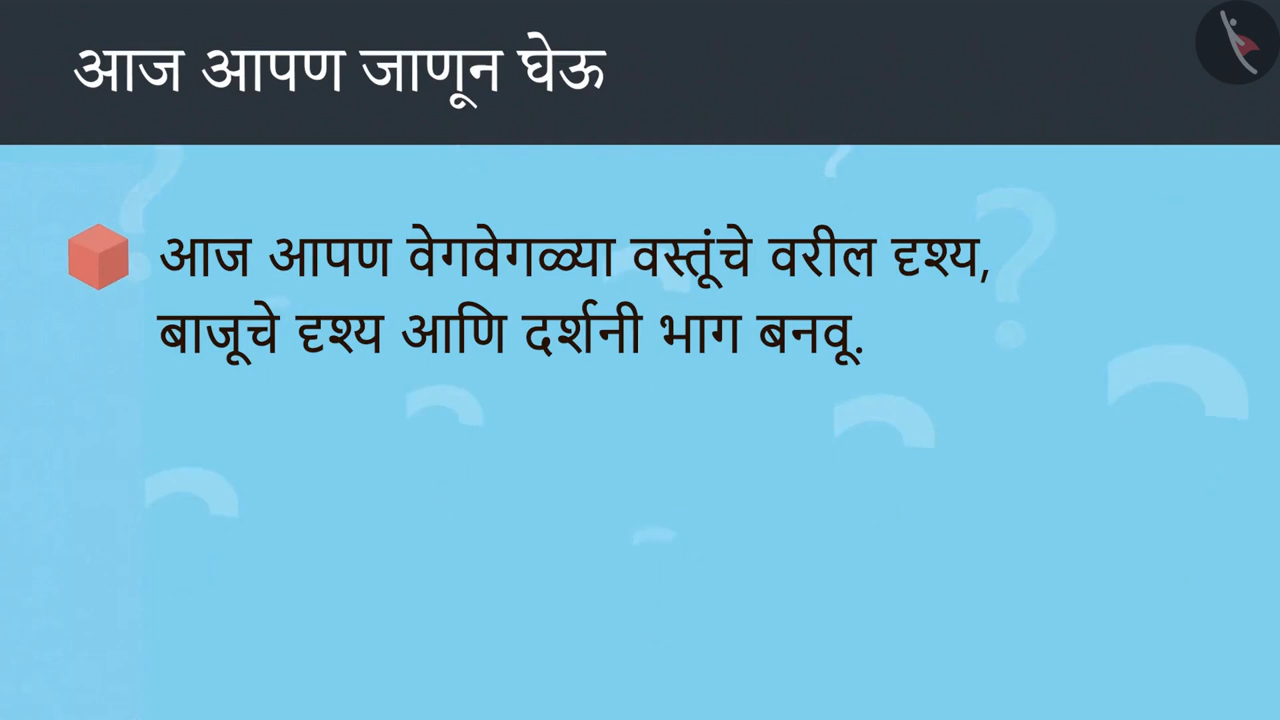 आज आपण जाणून घेऊ
आज आपण वेगवेगळ्या वस्तूंचे वरील दृश्य,
बाजूचे दृश्य आणि दर्शनी भाग बनवू.